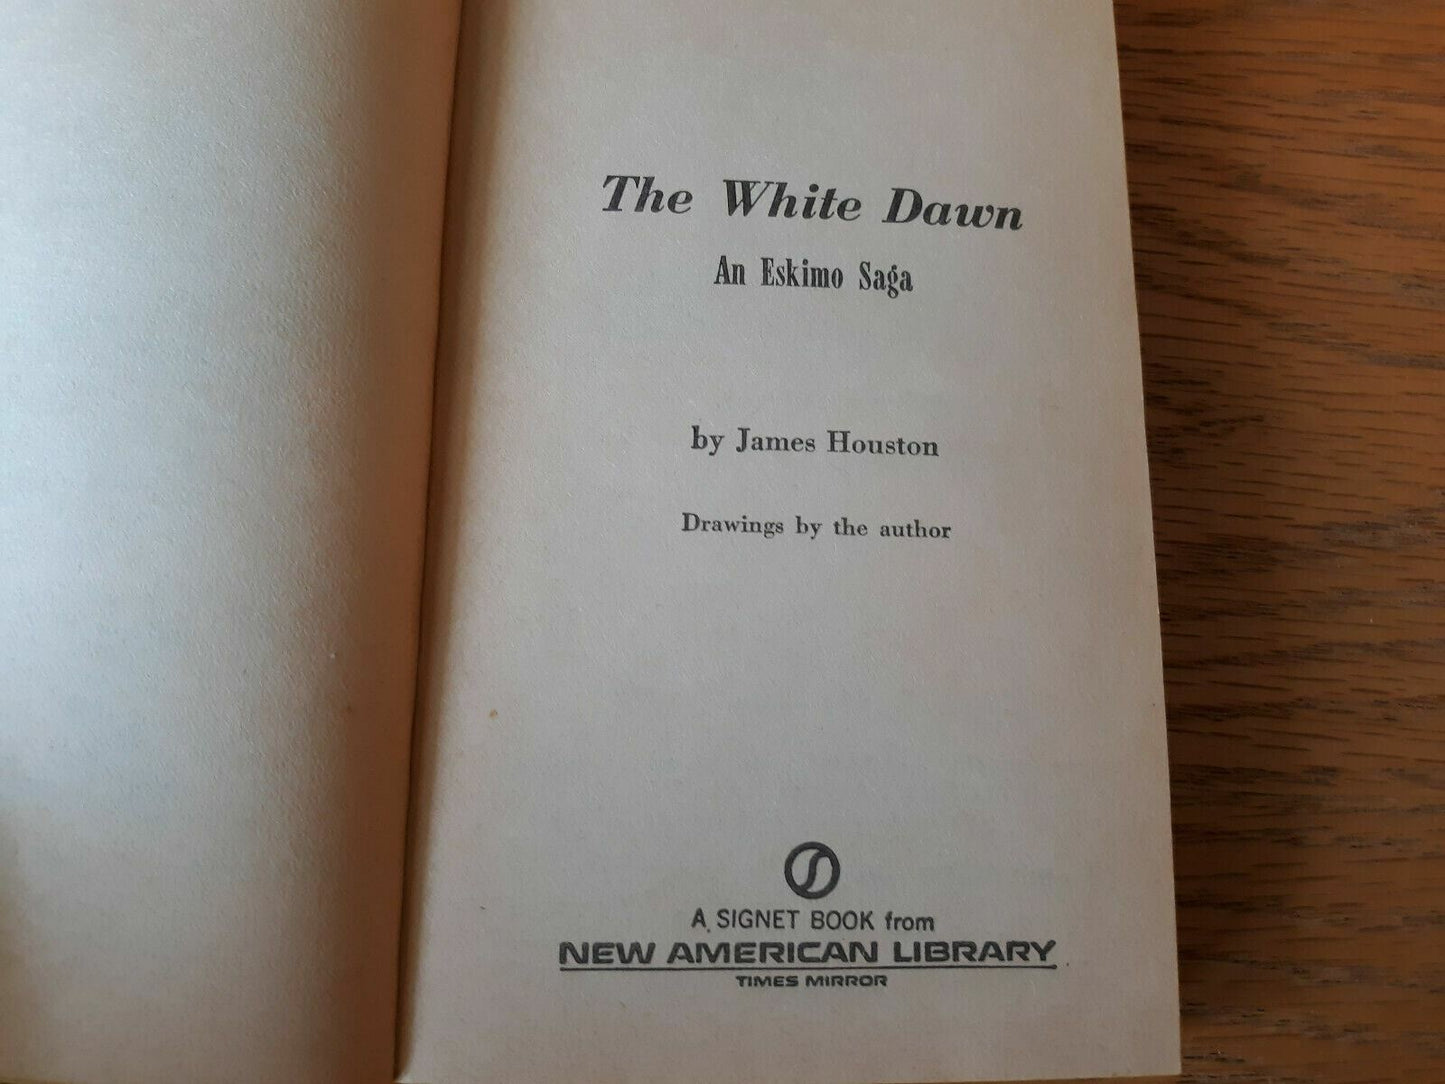 The White Dawn
An Eskimo Saga
by James Houston
Drawings by the author
A SIGNET BOOK from
NEW AMERICAN LIBRARY
TIMES MIRROR